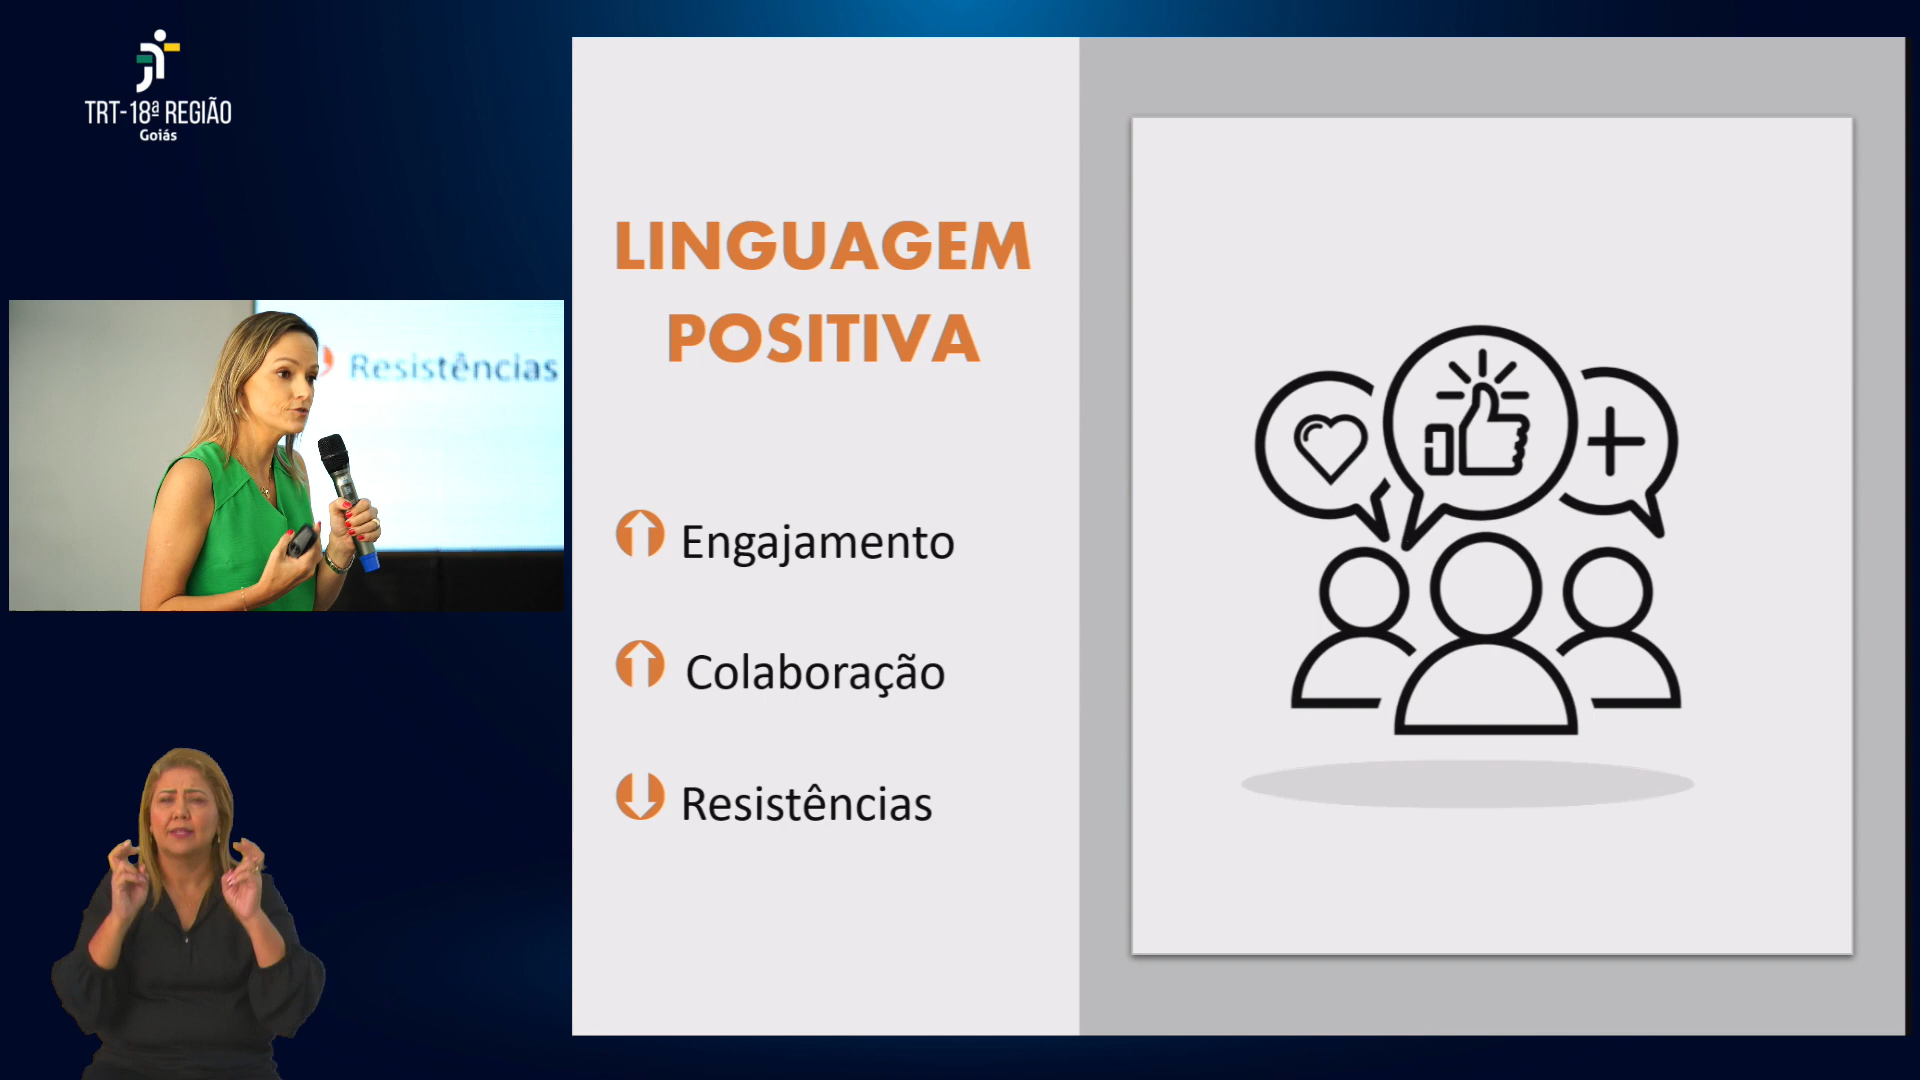 TRT-18ª REGIÃO
Goiás
Resistências
LINGUAGEM
POSITIVA
Engajamento
Colaboração
Resistências